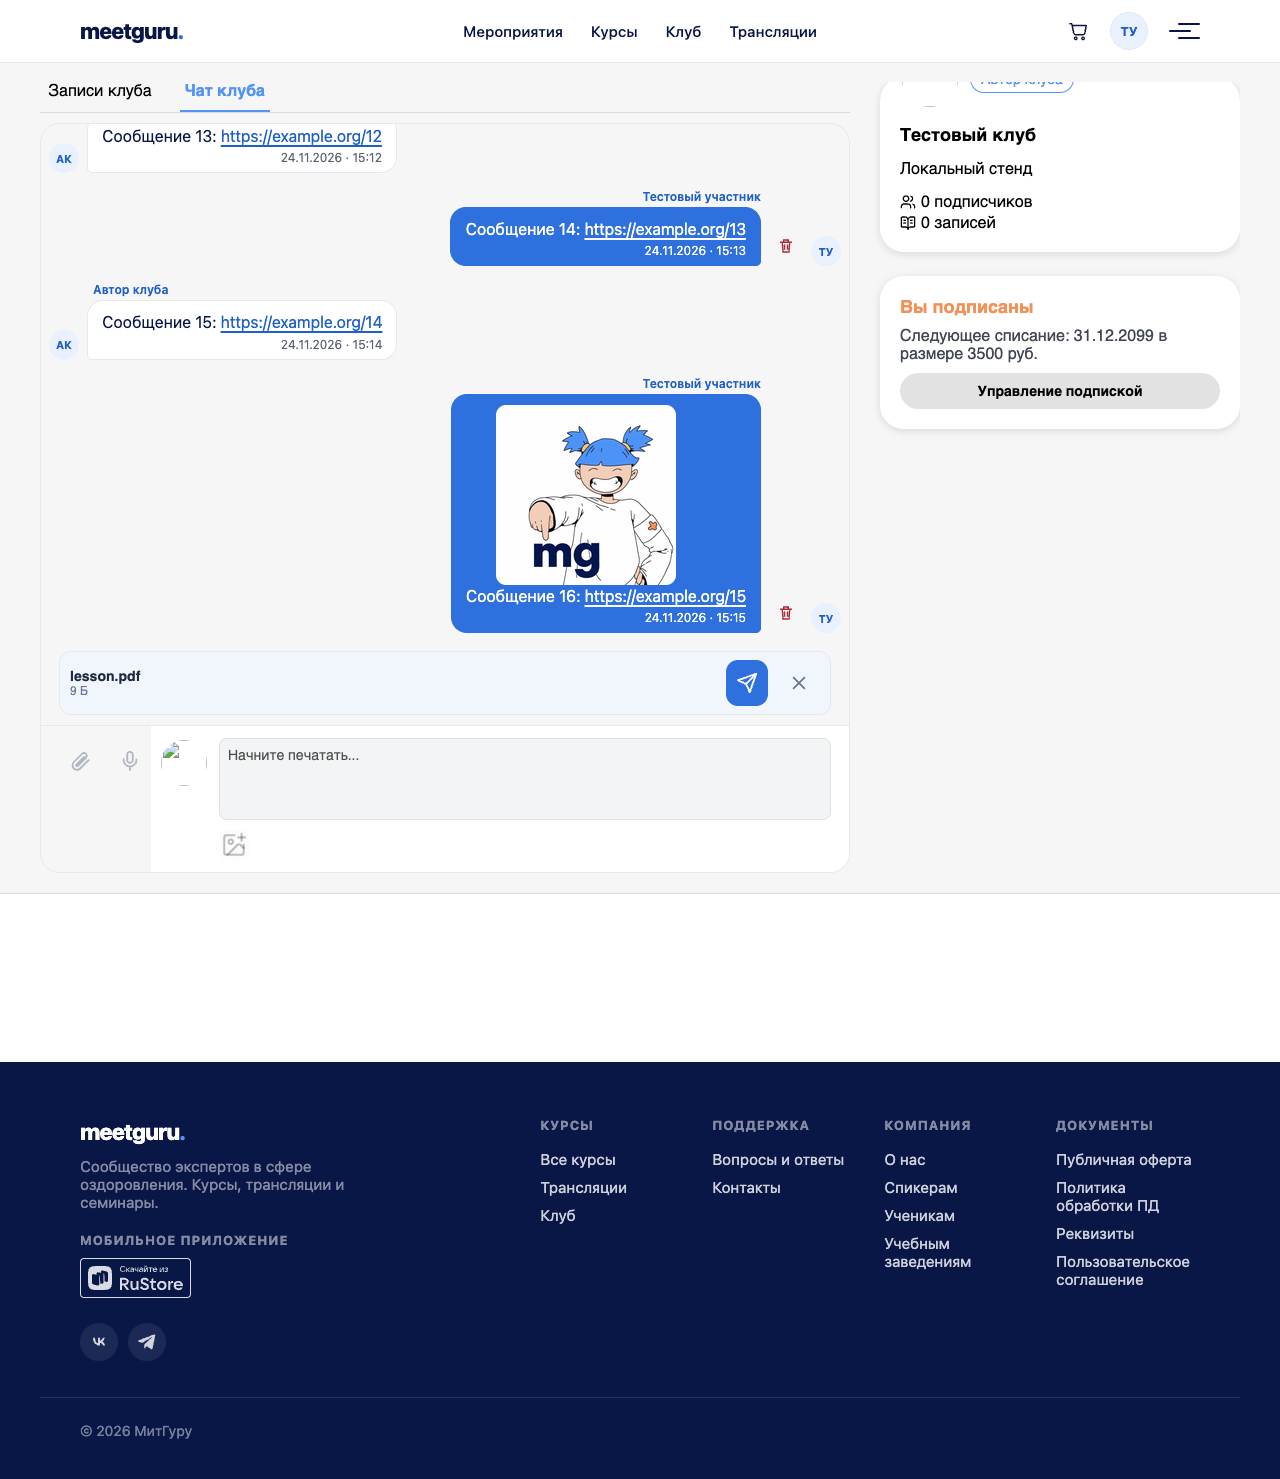 meetguru.
Мероприятия Курсы Клуб Трансляции
ТУ
Записи клуба Чат клуба
Сообщение 13: https://example.org/12
24.11.2026 · 15:12
АК
Тестовый участник
Сообщение 14: https://example.org/13
24.11.2026 · 15:13
ТУ
Автор клуба
Сообщение 15: https://example.org/14
24.11.2026 · 15:14
АК
Тестовый участник
mg
Сообщение 16: https://example.org/15
24.11.2026 · 15:15
ТУ
lesson.pdf
9 Б
Начните печатать...
Автор клуба
Тестовый клуб
Локальный стенд
0 подписчиков
0 записей
Вы подписаны
Следующее списание: 31.12.2099 в
размере 3500 руб.
Управление подпиской
meetguru.
Сообщество экспертов в сфере
оздоровления. Курсы, трансляции и
семинары.
МОБИЛЬНОЕ ПРИЛОЖЕНИЕ
Скачайте из
RuStore
КУРСЫ
Все курсы
Трансляции
Клуб
ПОДДЕРЖКА
Вопросы и ответы
Контакты
КОМПАНИЯ
О нас
Спикерам
Ученикам
Учебным
заведениям
ДОКУМЕНТЫ
Публичная оферта
Политика
обработки ПД
Реквизиты
Пользовательское
соглашение
© 2026 МитГуру